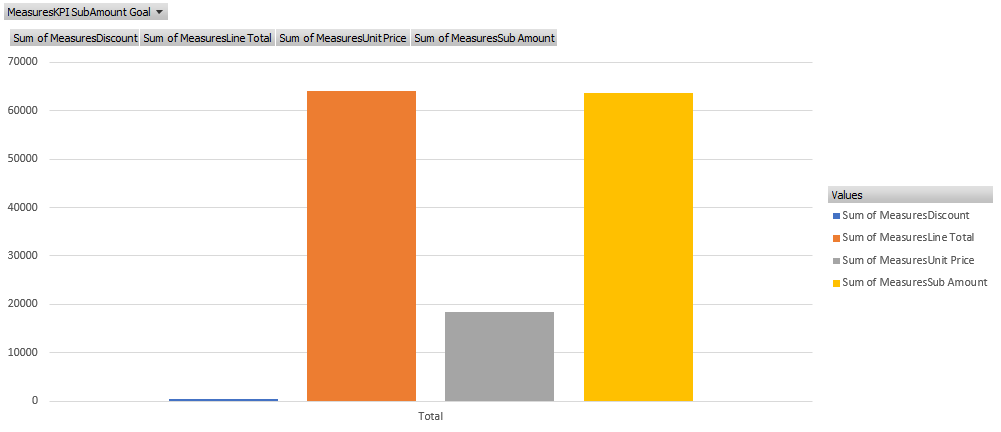 MeasuresKPI SubAmount Goal
Sum of MeasuresDiscount Sum of MeasuresLine Total Sum of MeasuresUnit Price Sum of MeasuresSub Amount
70000
60000
50000
40000
30000
20000
10000
0
Total
Values
Sum of MeasuresDiscount
Sum of MeasuresLine Total
Sum of MeasuresUnit Price
Sum of MeasuresSub Amount